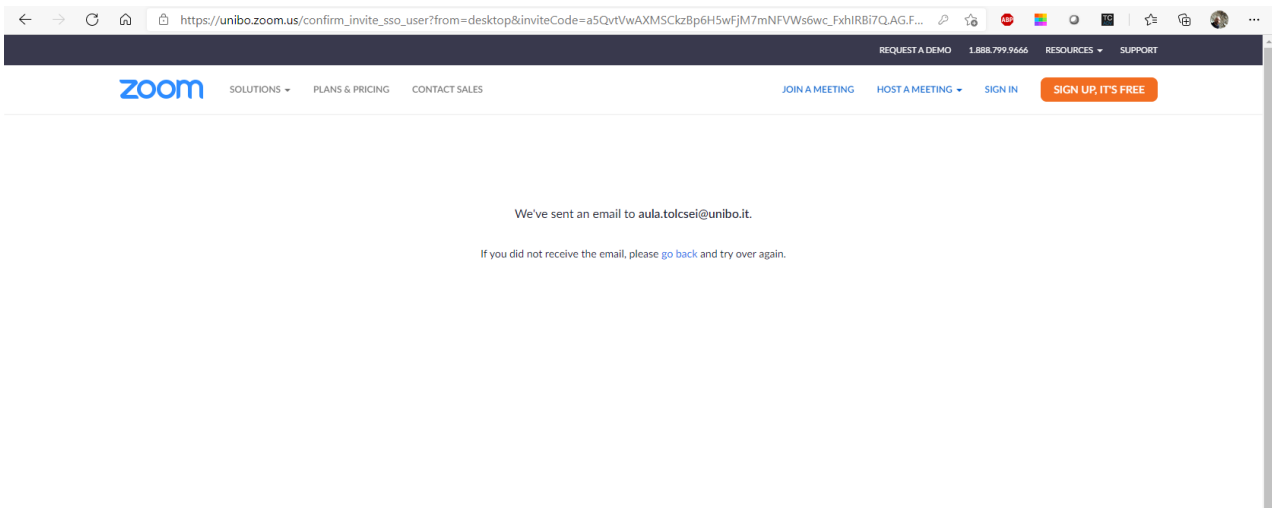 https://unibo.zoom.us/confirm_invite_sso_user?from=desktop&inviteCode=a5QvtVwAXMSCkzBp6H5wFjM7mNFVWs6wc_FxhIRBi7Q.AG.F...
ABP
TC
REQUEST A DEMO 1.888.799.9666 RESOURCES SUPPORT
zoom SOLUTIONS PLANS & PRICING CONTACT SALES JOIN A MEETING HOST A MEETING SIGN IN SIGN UP, IT'S FREE
We've sent an email to aula.tolcsei@unibo.it.
If you did not receive the email, please go back and try over again.